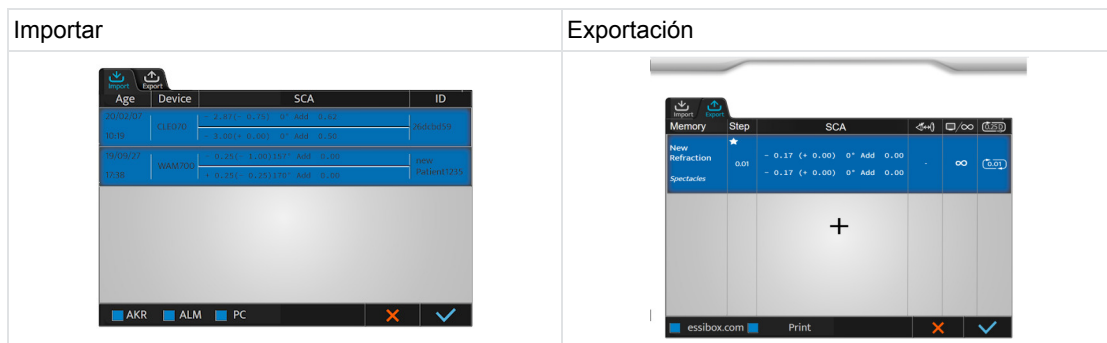 Importar
Exportación
Import Export
Age Device SCA ID
20/02/07 10:19 CLE070 - 2.87(- 0.75) 0° Add 0.62
- 3.00(+ 0.00) 0° Add 0.50
19/09/27 17:18 WAM700 - 0.25(- 1.00)157° Add 0.00 new Patient1235
+ 0.25(- 0.25)170° Add 0.00
AKR ALM PC
Import Export
Memory Step SCA
New Refraction
Spectacles
0.01
- 0.17 (+ 0.00) 0° Add 0.00
- 0.17 (+ 0.00) 0° Add 0.00
- ∞ 0.01
+
essibox.com Print